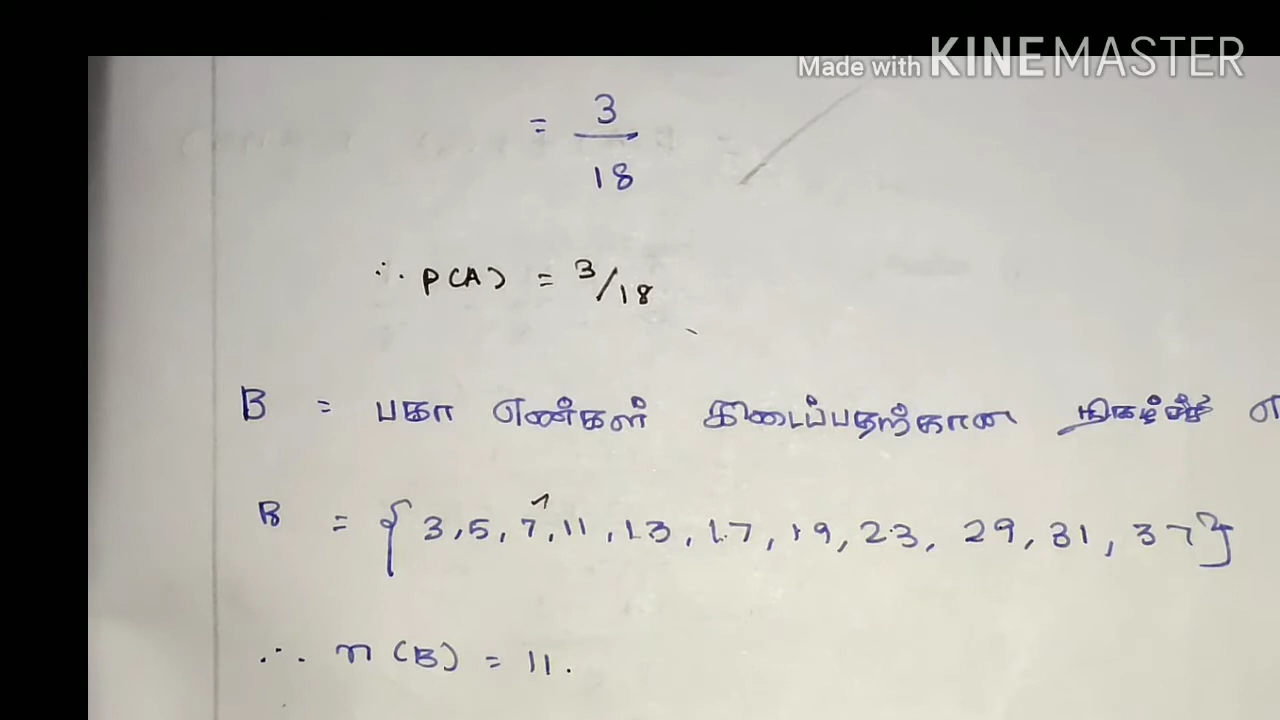 Made with KINEMASTER
= 3
18
∴ P(A) = 3/18
B = பகா எண்கள் கிடைப்பதற்கான நிகழ்ச்சி எ
B = { 3, 5, 7, 11, 13, 17, 19, 23, 29, 31, 37}
∴ n (B) = 11.